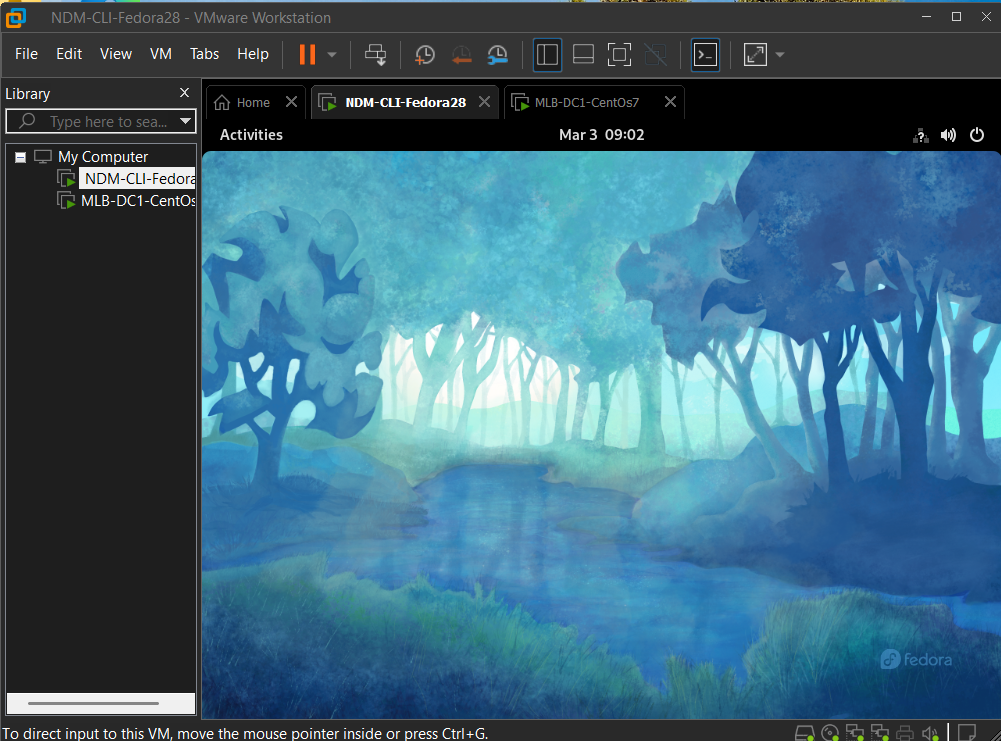 NDM-CLI-Fedora28 - VMware Workstation
File Edit View VM Tabs Help
Library
Type here to sea...
Home
NDM-CLI-Fedora28
MLB-DC1-CentOs7
My Computer
NDM-CLI-Fedora
MLB-DC1-CentOs
Activities
Mar 3 09:02
fedora
To direct input to this VM, move the mouse pointer inside or press Ctrl+G.